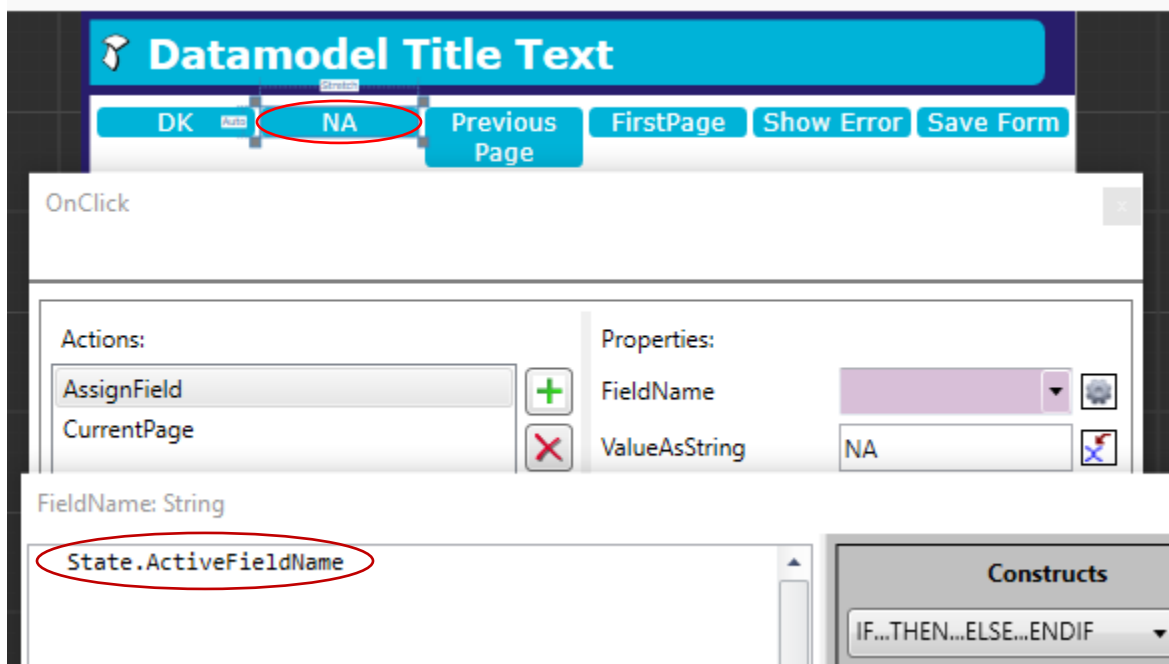 Datamodel Title Text
Stretch
DK Auto NA Previous Page FirstPage Show Error Save Form
OnClick
x
Actions: Properties:
AssignField FieldName
CurrentPage ValueAsString NA
FieldName: String
State.ActiveFieldName
Constructs
IF...THEN...ELSE...ENDIF